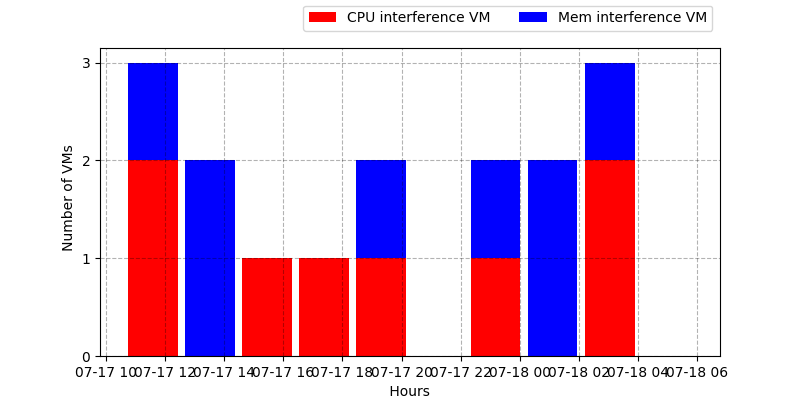 CPU interference VM Mem interference VM
3
2
1
0
Number of VMs
07-17 10 07-17 12 07-17 14 07-17 16 07-17 18 07-17 20 07-17 22 07-18 00 07-18 02 07-18 04 07-18 06
Hours